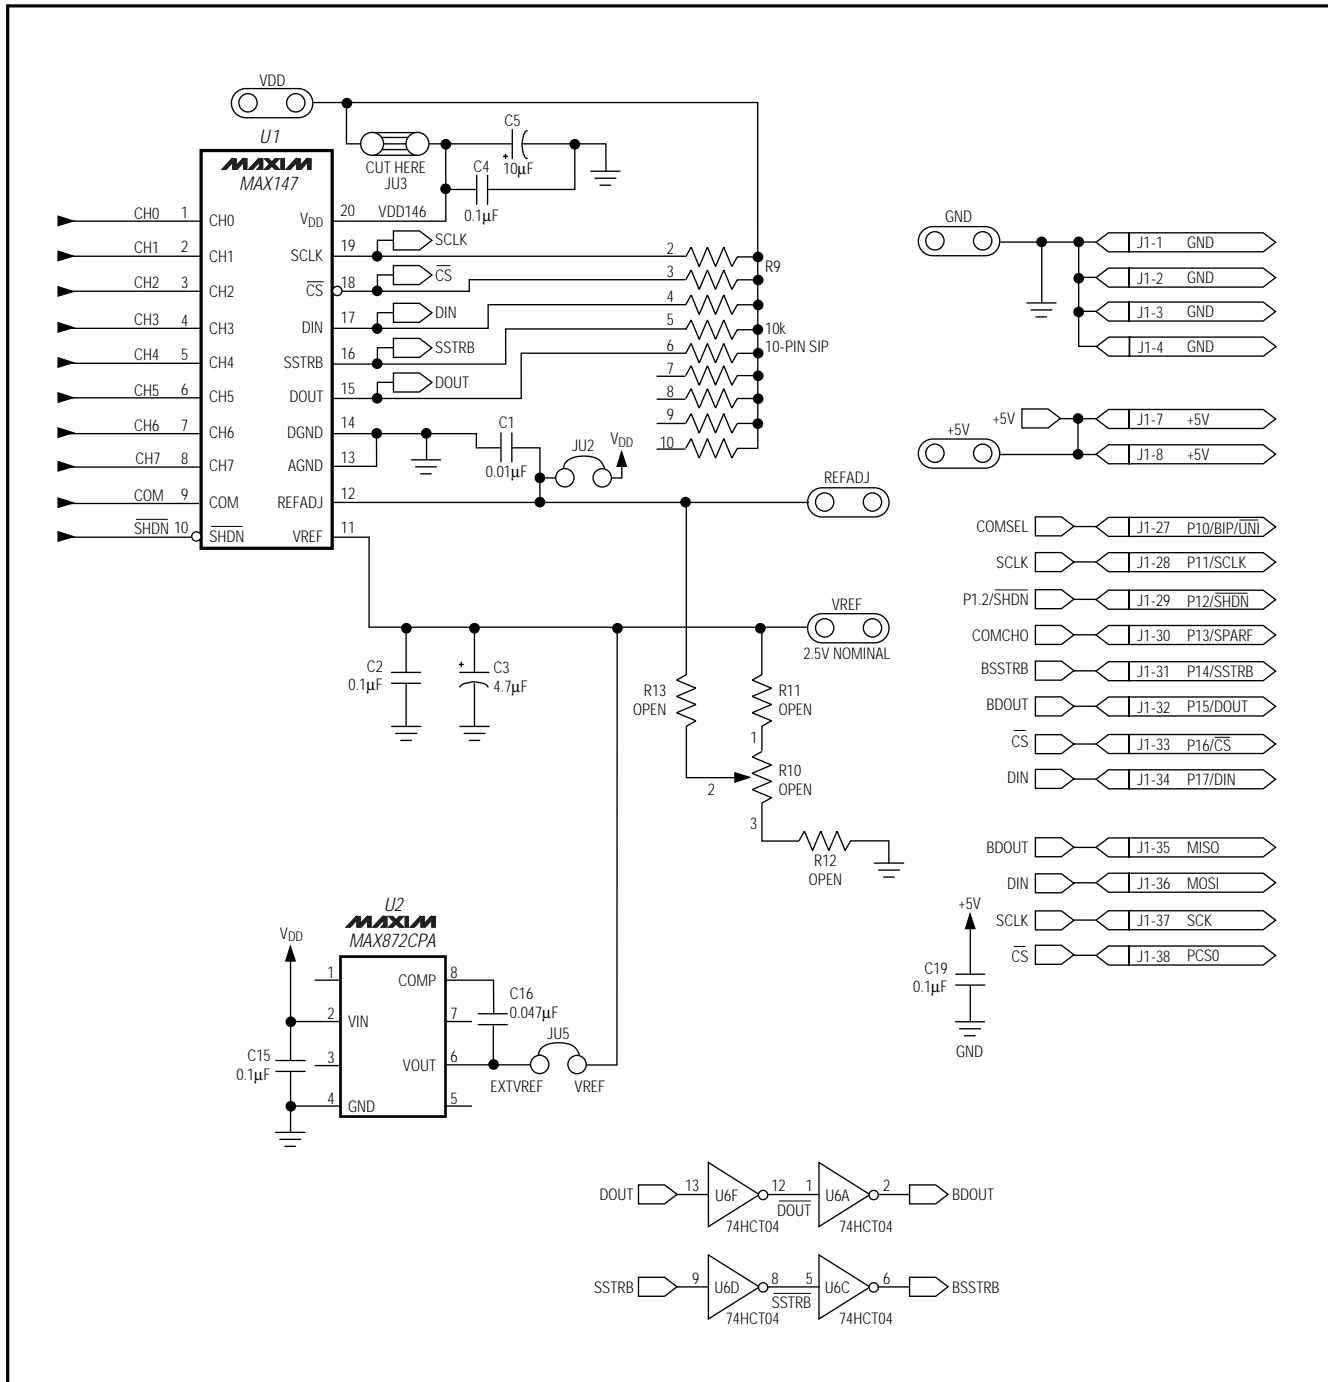 VDD
U1
MAXIM
MAX147
CUT HERE
JU3
C5
+
10µF
C4
0.1µF
CH0 1 CH0
VDD 20 VDD146
CH1 2 CH1
SCLK 19 SCLK
CH2 3 CH2
CS 18 CS
CH3 4 CH3
DIN 17 DIN
CH4 5 CH4
SSTRB 16 SSTRB
CH5 6 CH5
DOUT 15 DOUT
CH6 7 CH6
DGND 14
CH7 8 CH7
AGND 13
COM 9 COM
REFADJ 12
SHDN 10 SHDN
VREF 11
2
3
4
5
6
7
8
9
10
R9
10k
10-PIN SIP
C1
0.01µF
JU2
VDD
REFADJ
VREF
2.5V NOMINAL
C2
0.1µF
+
C3
4.7µF
R13
OPEN
R11
OPEN
1
R10
OPEN
2
3
R12
OPEN
GND
J1-1 GND
J1-2 GND
J1-3 GND
J1-4 GND
+5V
J1-7 +5V
+5V
J1-8 +5V
COMSEL J1-27 P10/BIP/UNI
SCLK J1-28 P11/SCLK
P1.2/SHDN J1-29 P12/SHDN
COMCHO J1-30 P13/SPARF
BSSTRB J1-31 P14/SSTRB
BDOUT J1-32 P15/DOUT
CS J1-33 P16/CS
DIN J1-34 P17/DIN
BDOUT J1-35 MISO
DIN J1-36 MOSI
SCLK J1-37 SCK
CS J1-38 PCS0
+5V
C19
0.1µF
GND
U2
MAXIM
MAX872CPA
VDD
1
COMP 8
2 VIN
7
3
VOUT 6
4 GND
5
C15
0.1µF
C16
0.047µF
JU5
EXTVREF VREF
DOUT 13 U6F 12 1 U6A 2 BDOUT
DOUT
74HCT04 74HCT04
SSTRB 9 U6D 8 5 U6C 6 BSSTRB
SSTRB
74HCT04 74HCT04